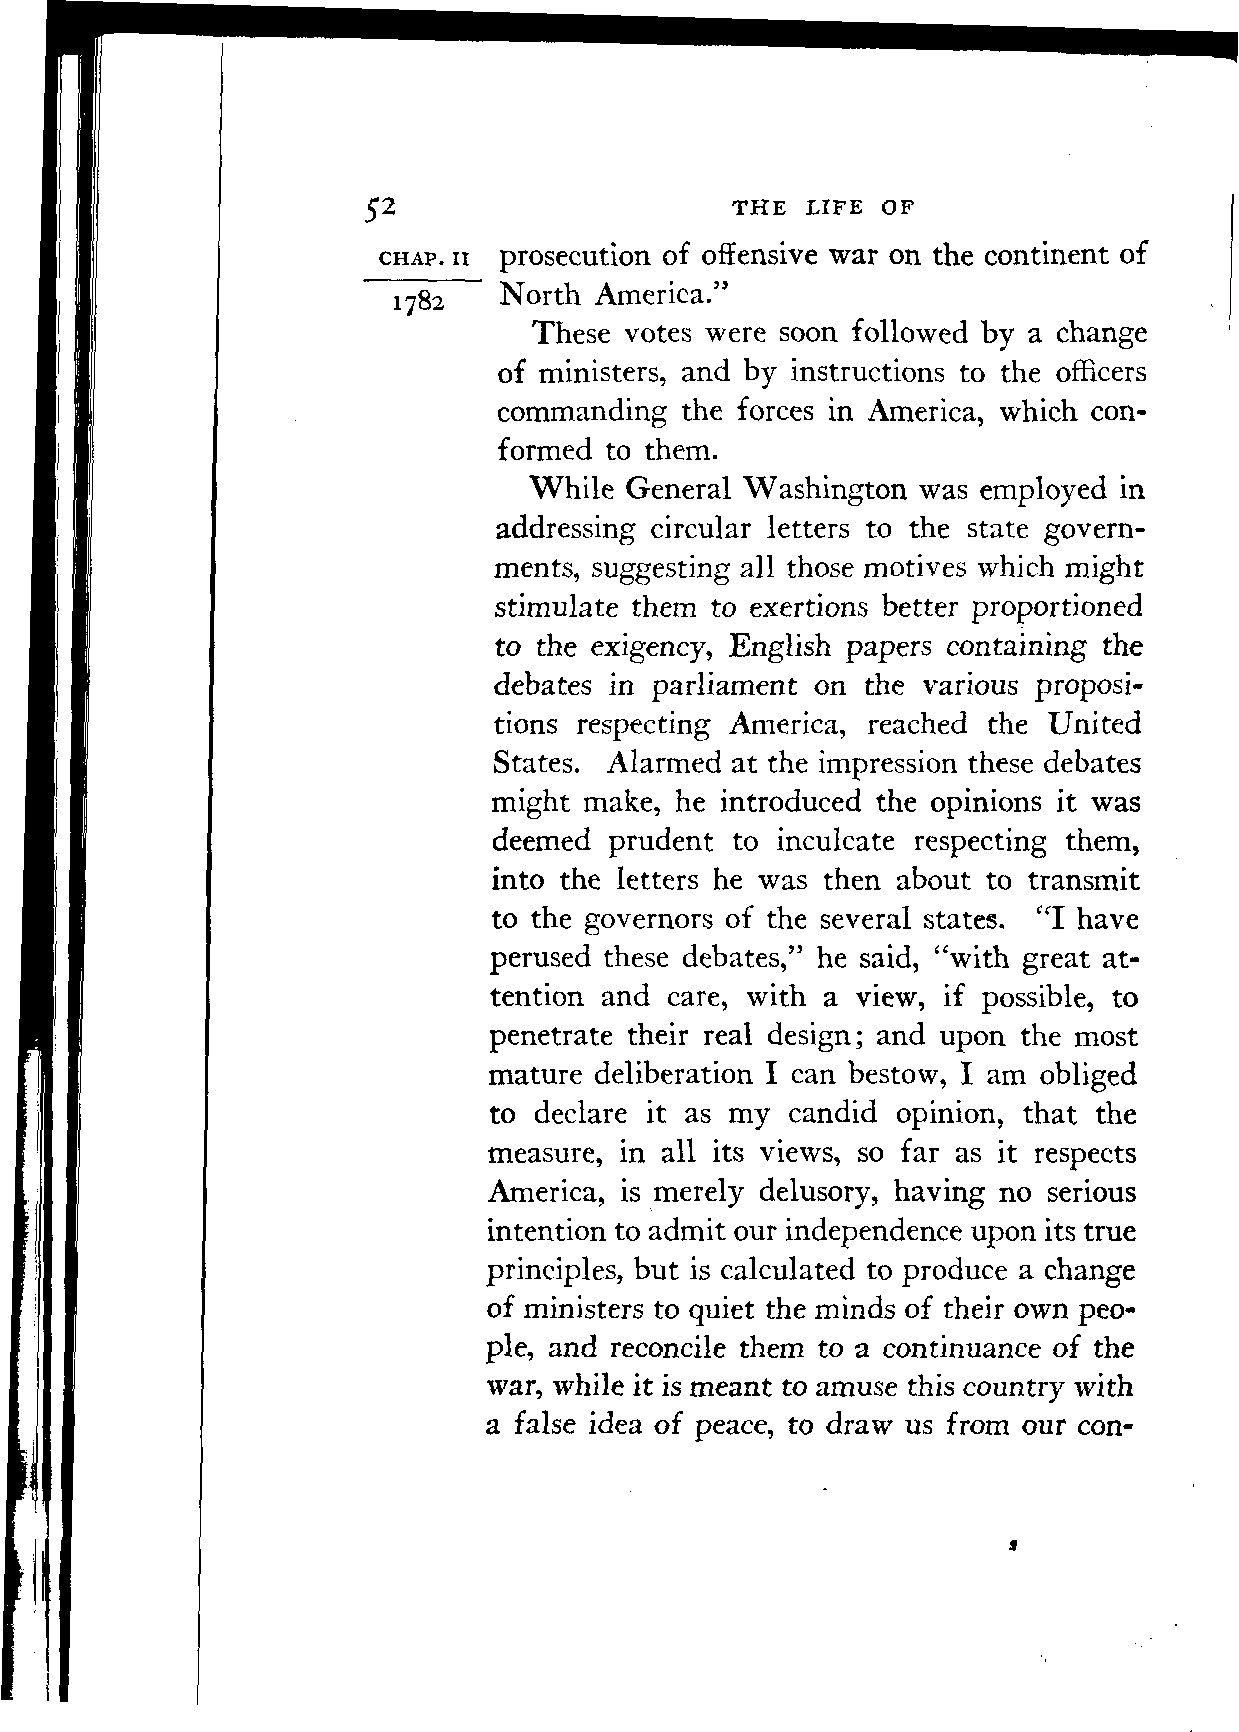 52 THE LIFE OF
CHAP. II prosecution of offensive war on the continent of
1782 North America."
These votes were soon followed by a change
of ministers, and by instructions to the officers
commanding the forces in America, which con-
formed to them.
While General Washington was employed in
addressing circular letters to the state govern-
ments, suggesting all those motives which might
stimulate them to exertions better proportioned
to the exigency, English papers containing the
debates in parliament on the various proposi-
tions respecting America, reached the United
States. Alarmed at the impression these debates
might make, he introduced the opinions it was
deemed prudent to inculcate respecting them,
into the letters he was then about to transmit
to the governors of the several states. "I have
perused these debates," he said, "with great at-
tention and care, with a view, if possible, to
penetrate their real design; and upon the most
mature deliberation I can bestow, I am obliged
to declare it as my candid opinion, that the
measure, in all its views, so far as it respects
America, is merely delusory, having no serious
intention to admit our independence upon its true
principles, but is calculated to produce a change
of ministers to quiet the minds of their own peo-
ple, and reconcile them to a continuance of the
war, while it is meant to amuse this country with
a false idea of peace, to draw us from our con-